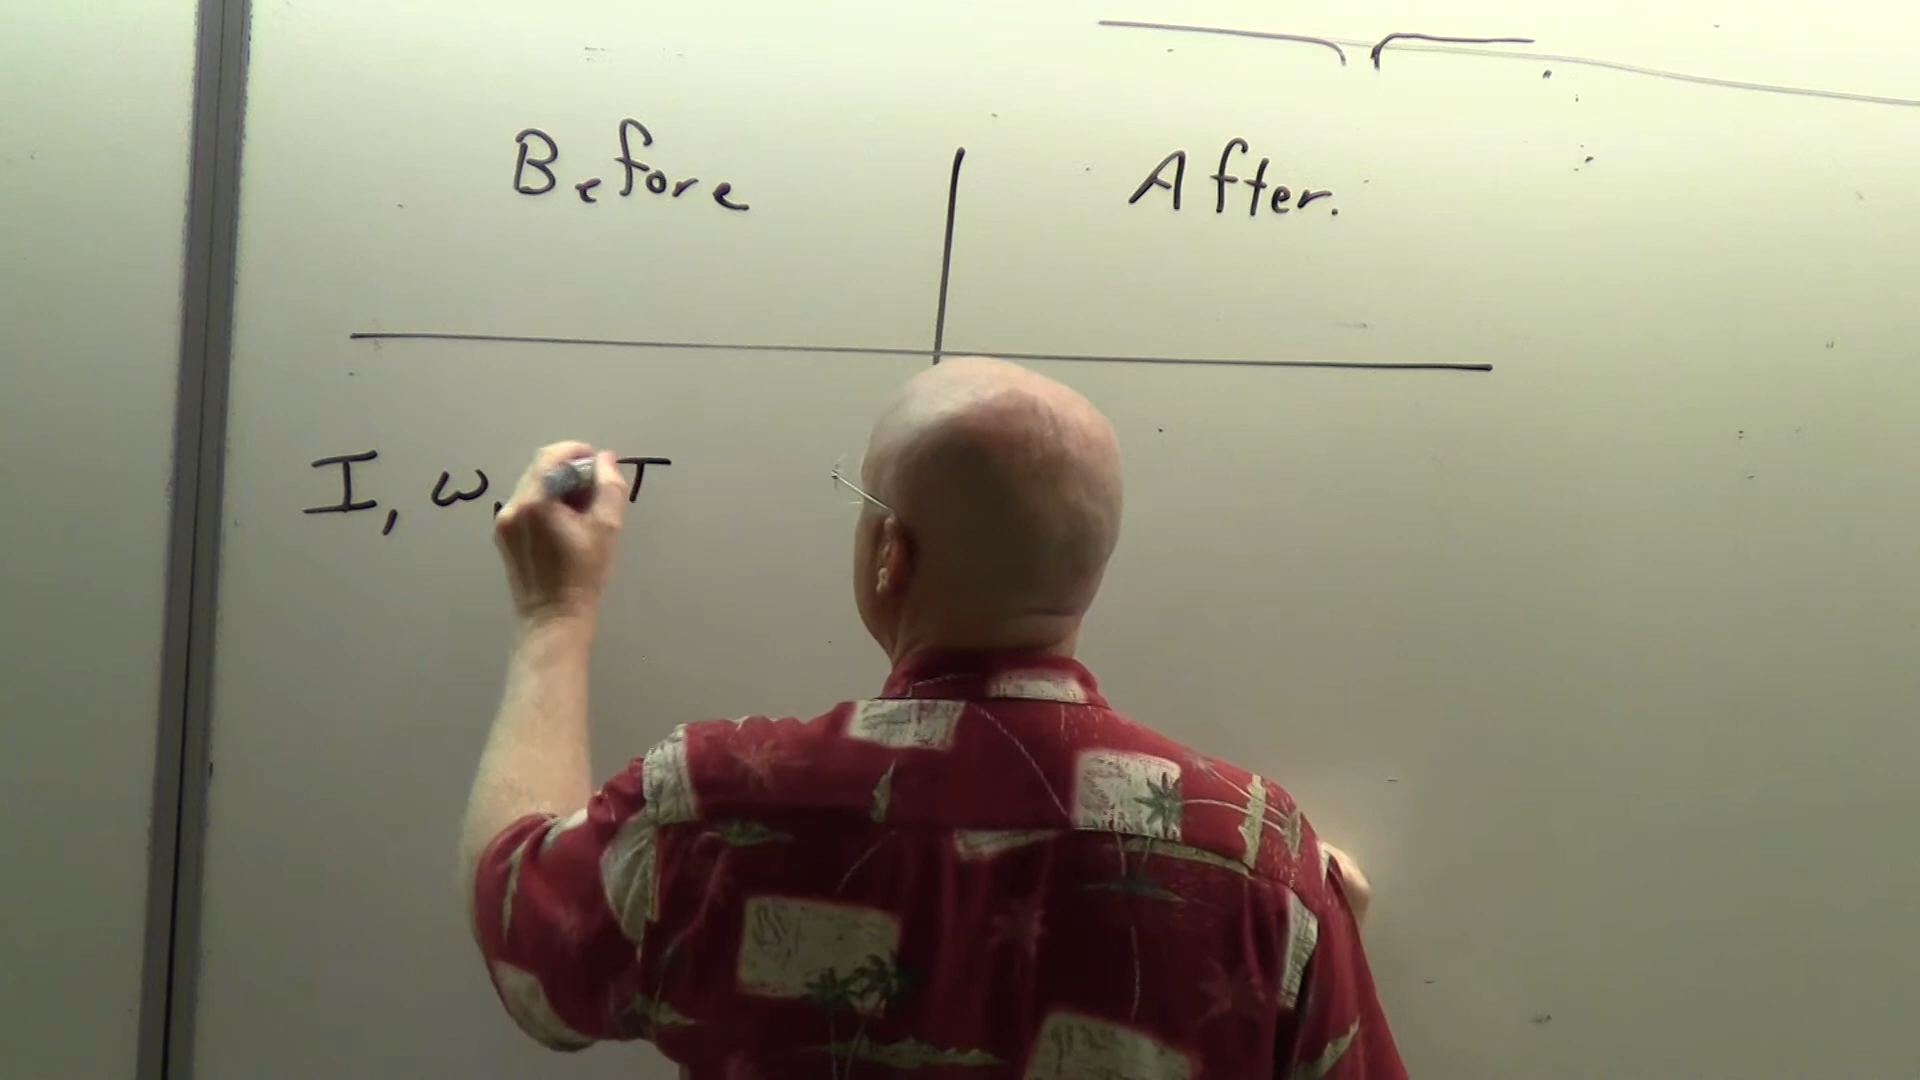 Before After.
I, ω, T